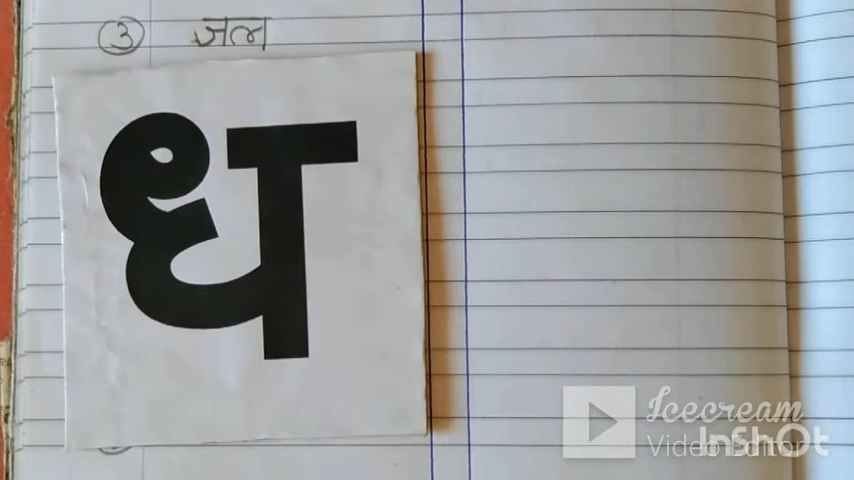 ③ जल
ध
Icecream
Video Editor
InShOt